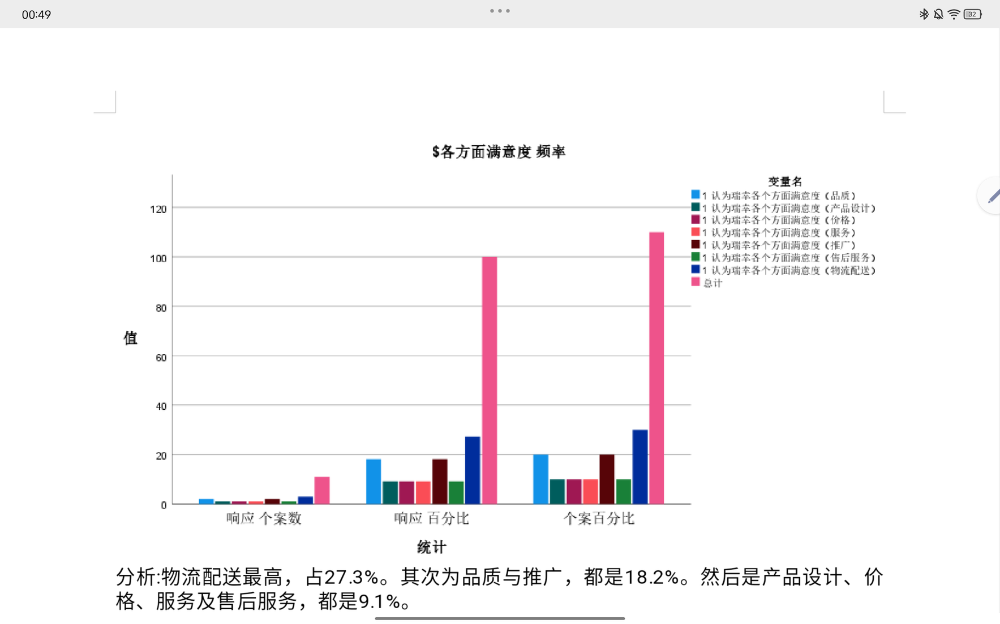 00:49
32
$各方面满意度 频率
变量名
1 认为瑞幸各个方面满意度（品质）
1 认为瑞幸各个方面满意度（产品设计）
1 认为瑞幸各个方面满意度（价格）
1 认为瑞幸各个方面满意度（服务）
1 认为瑞幸各个方面满意度（推广）
1 认为瑞幸各个方面满意度（售后服务）
1 认为瑞幸各个方面满意度（物流配送）
总计
120
100
80
60
40
20
0
值
响应 个案数
响应 百分比
个案百分比
统计
分析:物流配送最高，占27.3%。其次为品质与推广，都是18.2%。然后是产品设计、价
格、服务及售后服务，都是9.1%。